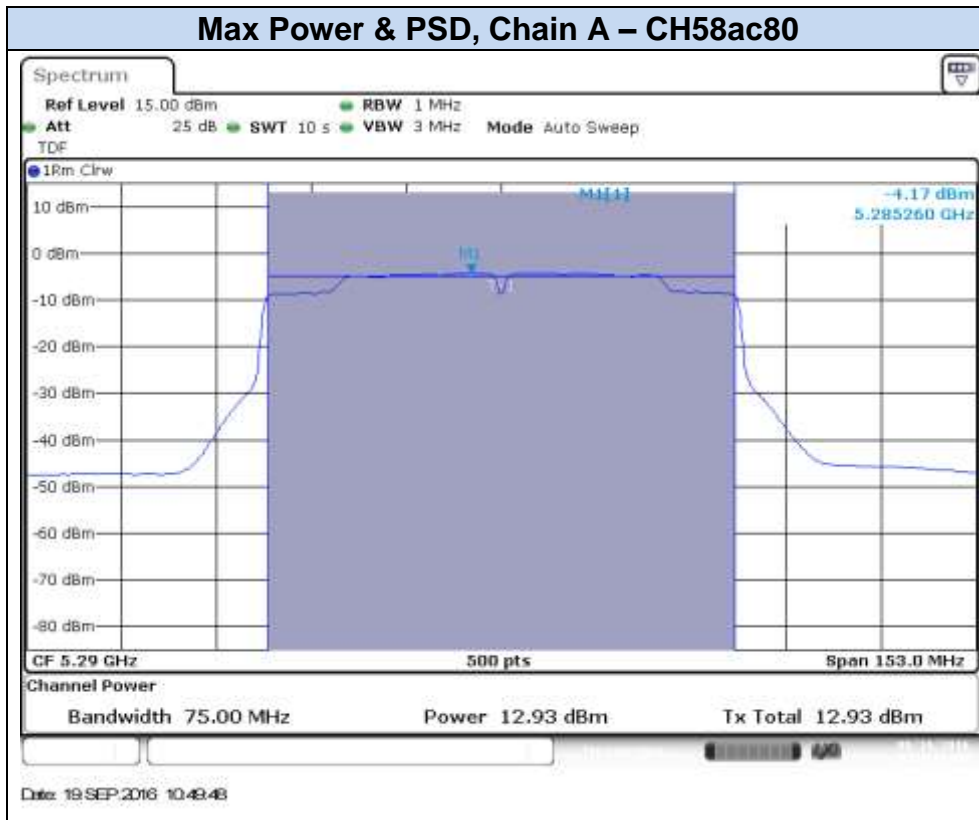 Max Power & PSD, Chain A – CH58ac80
Spectrum
Ref Level 15.00 dBm RBW 1 MHz
Att 25 dB SWT 10 s VBW 3 MHz Mode Auto Sweep
TDF
1Rm Clrw
M1[1] -4.17 dBm
5.285260 GHz
10 dBm
0 dBm
M1
-10 dBm
-20 dBm
-30 dBm
-40 dBm
-50 dBm
-60 dBm
-70 dBm
-80 dBm
CF 5.29 GHz 500 pts Span 153.0 MHz
Channel Power
Bandwidth 75.00 MHz Power 12.93 dBm Tx Total 12.93 dBm
Date: 19.SEP.2016 10:49:48